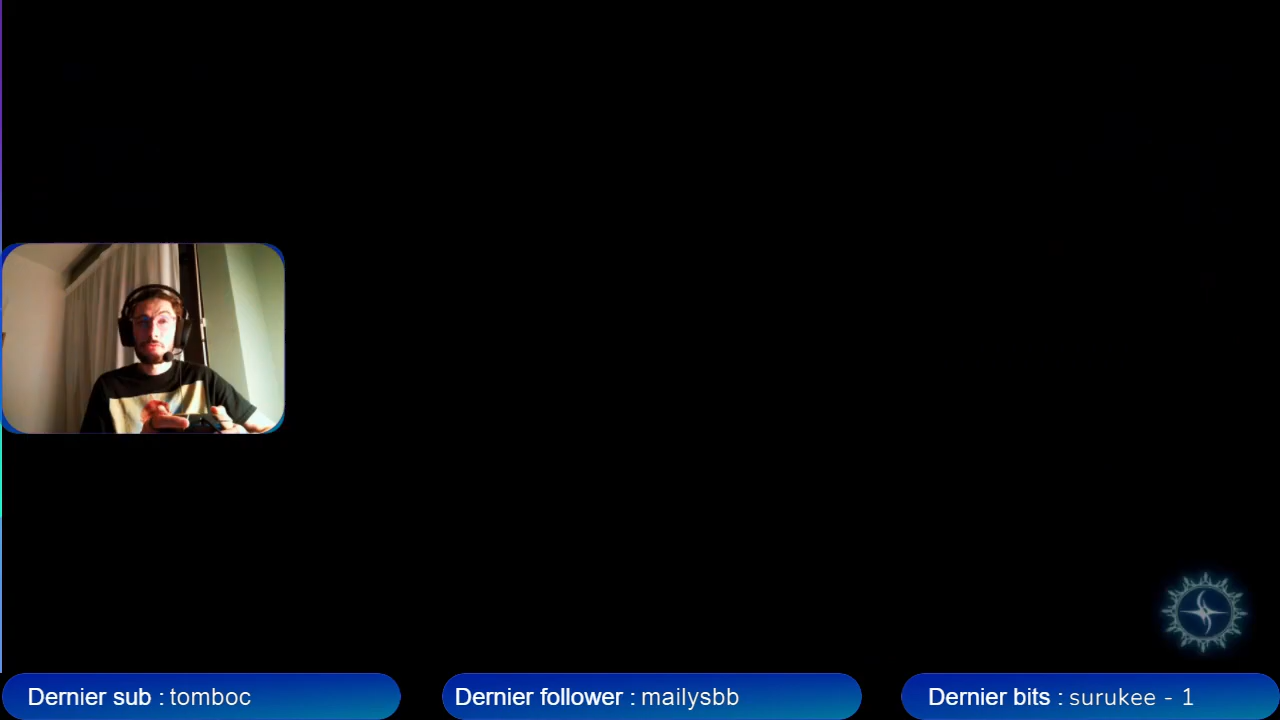 Dernier sub : tomboc
Dernier follower : mailysbb
Dernier bits : surukee - 1